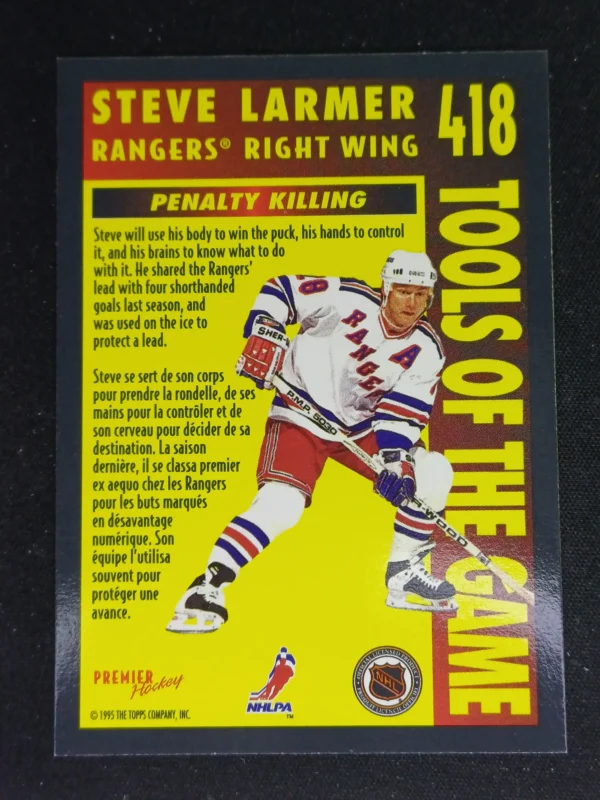 STEVE LARMER
418
RANGERS® RIGHT WING
PENALTY KILLING
TOOLS OF THE GAME
Steve will use his body to win the puck, his hands to control
it, and his brains to know what to do
with it. He shared the Rangers'
lead with four shorthanded
goals last season, and
was used on the ice to
protect a lead.
Steve se sert de son corps
pour prendre la rondelle, de ses
mains pour la contrôler et de
son cerveau pour décider de sa
destination. La saison
dernière, il se classa premier
ex aequo chez les Rangers
pour les buts marqués
en désavantage
numérique. Son
équipe l'utilisa
souvent pour
protéger une
avance.
28
RANGE
A
SHER-
P.M.P. 5030
R-WOOD
PREMIER
Hockey
© 1995 THE TOPPS COMPANY, INC.
NHLPA
™
NHL